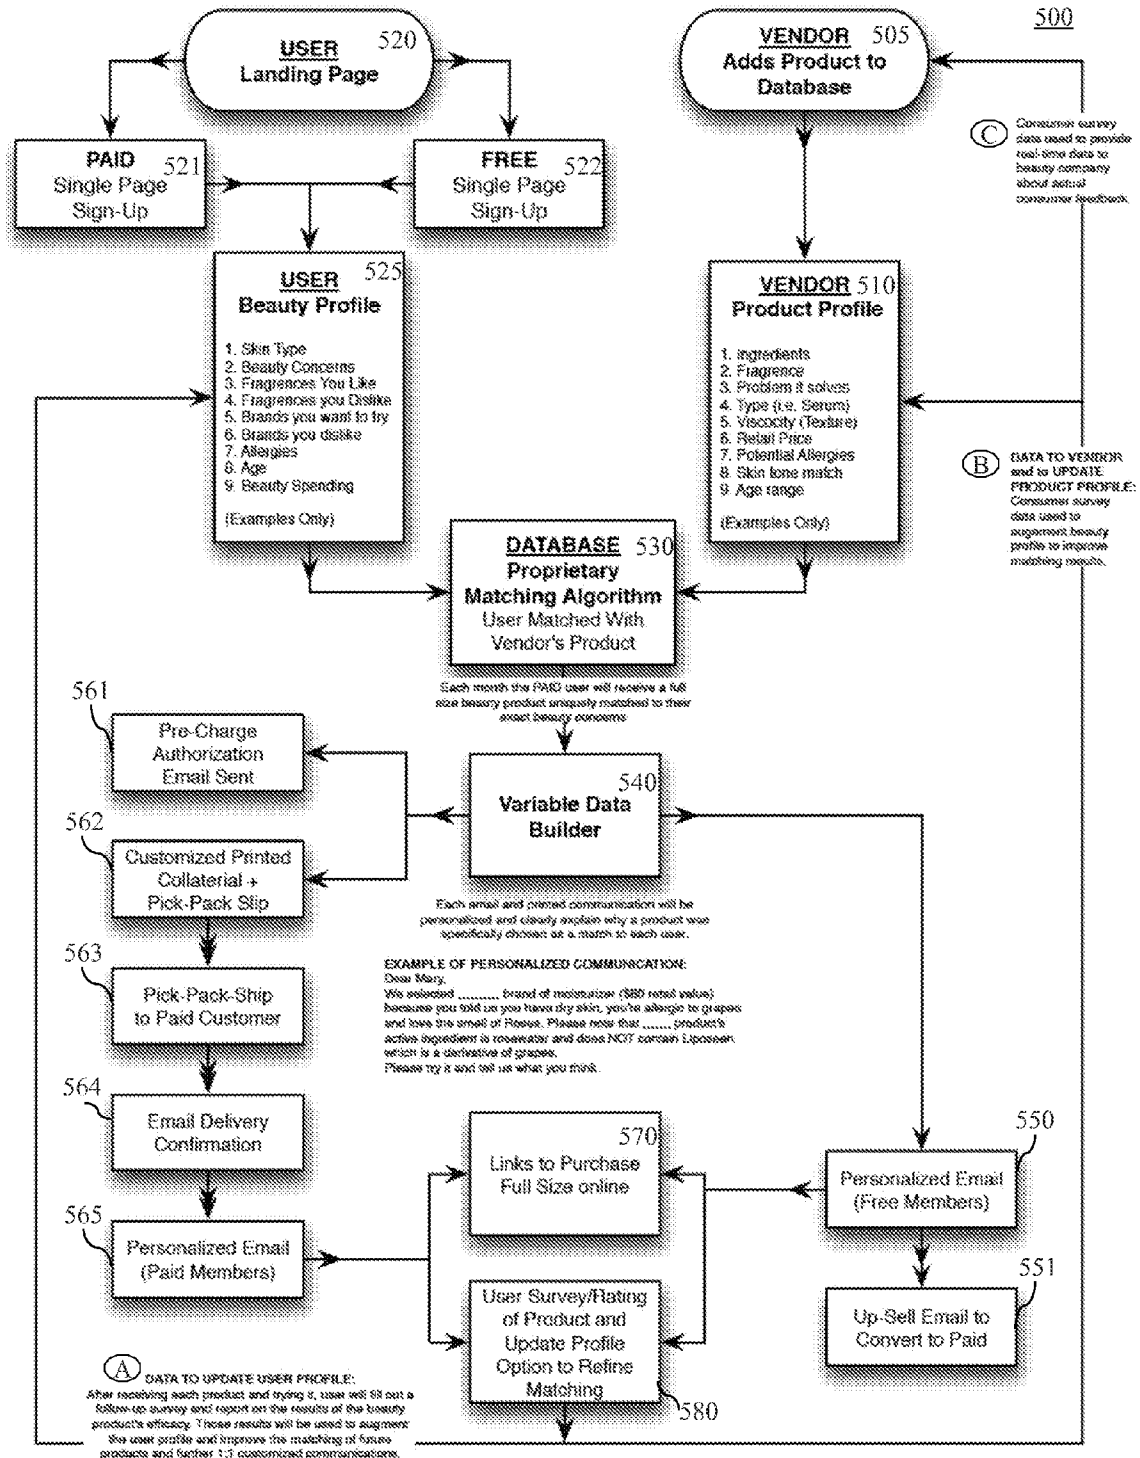 500
USER 520
Landing Page
VENDOR 505
Adds Product to
Database
C
Consumer survey
data used to provide
real-time data to
beauty company
about actual
consumer feedback.
PAID 521
Single Page
Sign-Up
FREE 522
Single Page
Sign-Up
USER 525
Beauty Profile
1. Skin Type
2. Beauty Concerns
3. Fragrences You Like
4. Fragrences you Dislike
5. Brands you want to try
6. Brands you dislike
7. Allergies
8. Age
9. Beauty Spending
(Examples Only)
VENDOR 510
Product Profile
1. Ingredients
2. Fragrence
3. Problem it solves
4. Type (i.e. Serum)
5. Viscocity (Texture)
6. Retail Price
7. Potential Allergies
8. Skin tone match
9. Age range
(Examples Only)
B
DATA TO VENDOR
and to UPDATE
PRODUCT PROFILE:
Consumer survey
data used to
augement beauty
profile to improve
matching results.
DATABASE 530
Proprietary
Matching Algorithm
User Matched With
Vendor's Product
Each month the PAID user will receive a full
size beauty product uniquely matched to their
exact beauty concerns
561
Pre-Charge
Authorization
Email Sent
540
Variable Data
Builder
562
Customized Printed
Collaterial +
Pick-Pack Slip
Each email and printed communication will be
personalized and clearly explain why a product was
specifically chosen as a match to each user.
563
Pick-Pack-Ship
to Paid Customer
EXAMPLE OF PERSONALIZED COMMUNICATION:
Dear Mary,
We selected ________ brand of moisturizer ($80 retail value)
because you told us you have dry skin, you're allergic to grapes
and love the smell of Roses. Please note that ______ product's
active ingredient is rosewater and does NOT contain
which is a derivative of grapes.
Please try it and tell us what you think.
564
Email Delivery
Confirmation
570
Links to Purchase
Full Size online
550
Personalized Email
(Free Members)
565
Personalized Email
(Paid Members)
User Survey/Rating
of Product and
Update Profile
Option to Refine
Matching
580
551
Up-Sell Email to
Convert to Paid
A
DATA TO UPDATE USER PROFILE:
After receiving each product and trying it, user will fill out a
follow-up survey and report on the results of the beauty
product's efficacy. Those results will be used to augment
the user profile and improve the matching of future
products and further 1:1 customized communications.